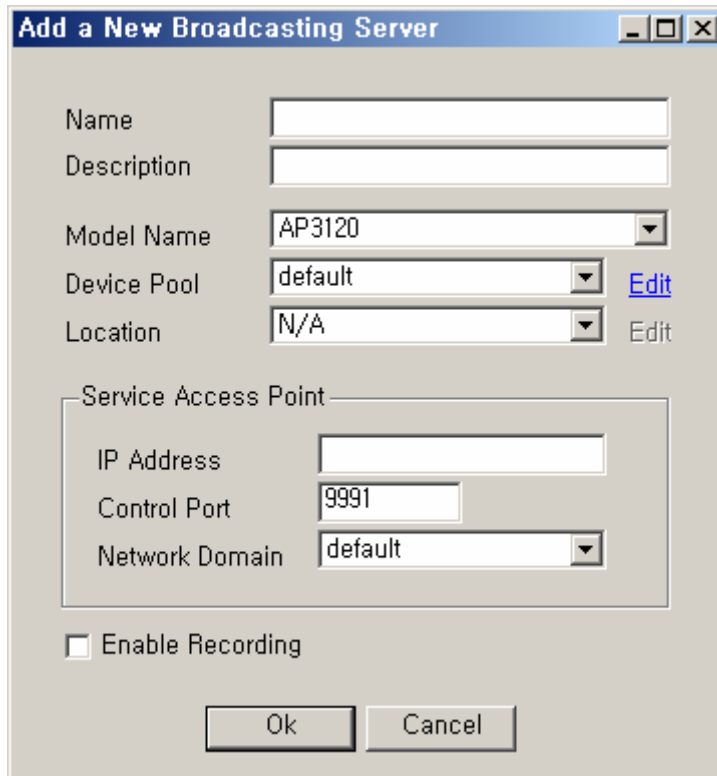 Add a New Broadcasting Server
Name
Description
Model Name AP3120
Device Pool default Edit
Location N/A Edit
Service Access Point
IP Address
Control Port 9991
Network Domain default
Enable Recording
Ok Cancel